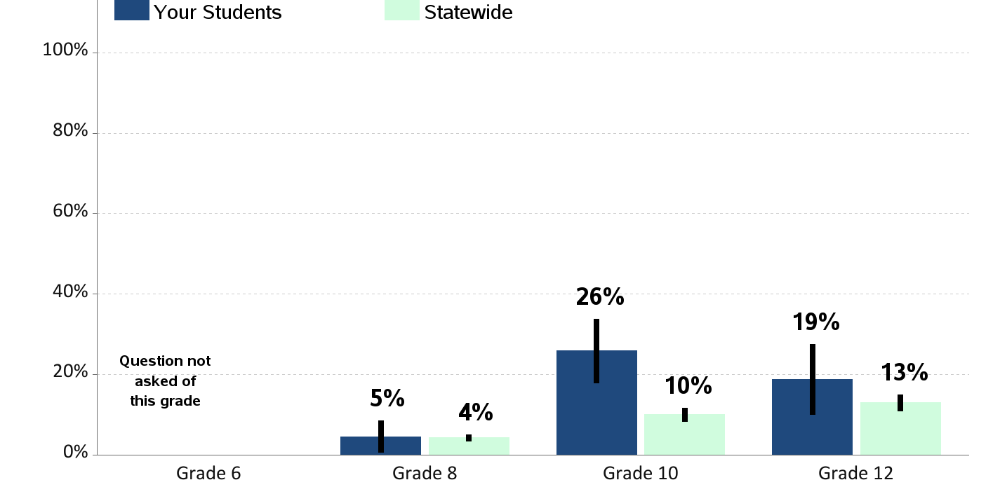 Your Students Statewide
100%
80%
60%
40%
20%
0%
Question not
asked of
this grade
5%
4%
26%
10%
19%
13%
Grade 6 Grade 8 Grade 10 Grade 12